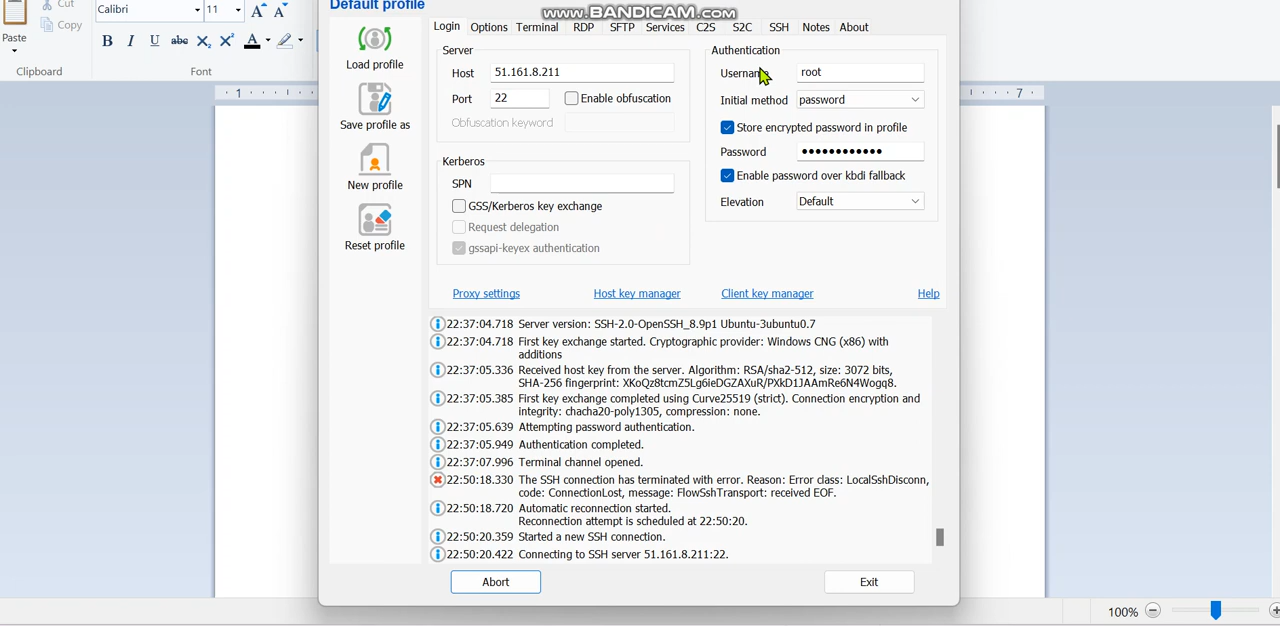 Default profile
www.BANDICAM.com
Cut
Copy
Paste
Calibri
11
A A
B I U abc X₂ X² A
Clipboard
Font
1
7
Load profile
Save profile as
New profile
Reset profile
Login Options Terminal RDP SFTP Services C2S S2C SSH Notes About
Server
Host 51.161.8.211
Port 22 Enable obfuscation
Obfuscation keyword
Kerberos
SPN
GSS/Kerberos key exchange
Request delegation
gssapi-keyex authentication
Authentication
Username root
Initial method password
Store encrypted password in profile
Password ••••••••••••
Enable password over kbdi fallback
Elevation Default
Proxy settings Host key manager Client key manager Help
22:37:04.718 Server version: SSH-2.0-OpenSSH_8.9p1 Ubuntu-3ubuntu0.7
22:37:04.718 First key exchange started. Cryptographic provider: Windows CNG (x86) with
additions
22:37:05.336 Received host key from the server. Algorithm: RSA/sha2-512, size: 3072 bits,
SHA-256 fingerprint: XKoQz8tcmZ5Lg6ieDGZAXuR/PXkD1JAAmRe6N4Wogq8.
22:37:05.385 First key exchange completed using Curve25519 (strict). Connection encryption and
integrity: chacha20-poly1305, compression: none.
22:37:05.639 Attempting password authentication.
22:37:05.949 Authentication completed.
22:37:07.996 Terminal channel opened.
22:50:18.330 The SSH connection has terminated with error. Reason: Error class: LocalSshDisconn,
code: ConnectionLost, message: FlowSshTransport: received EOF.
22:50:18.720 Automatic reconnection started.
Reconnection attempt is scheduled at 22:50:20.
22:50:20.359 Started a new SSH connection.
22:50:20.422 Connecting to SSH server 51.161.8.211:22.
Abort
Exit
100%